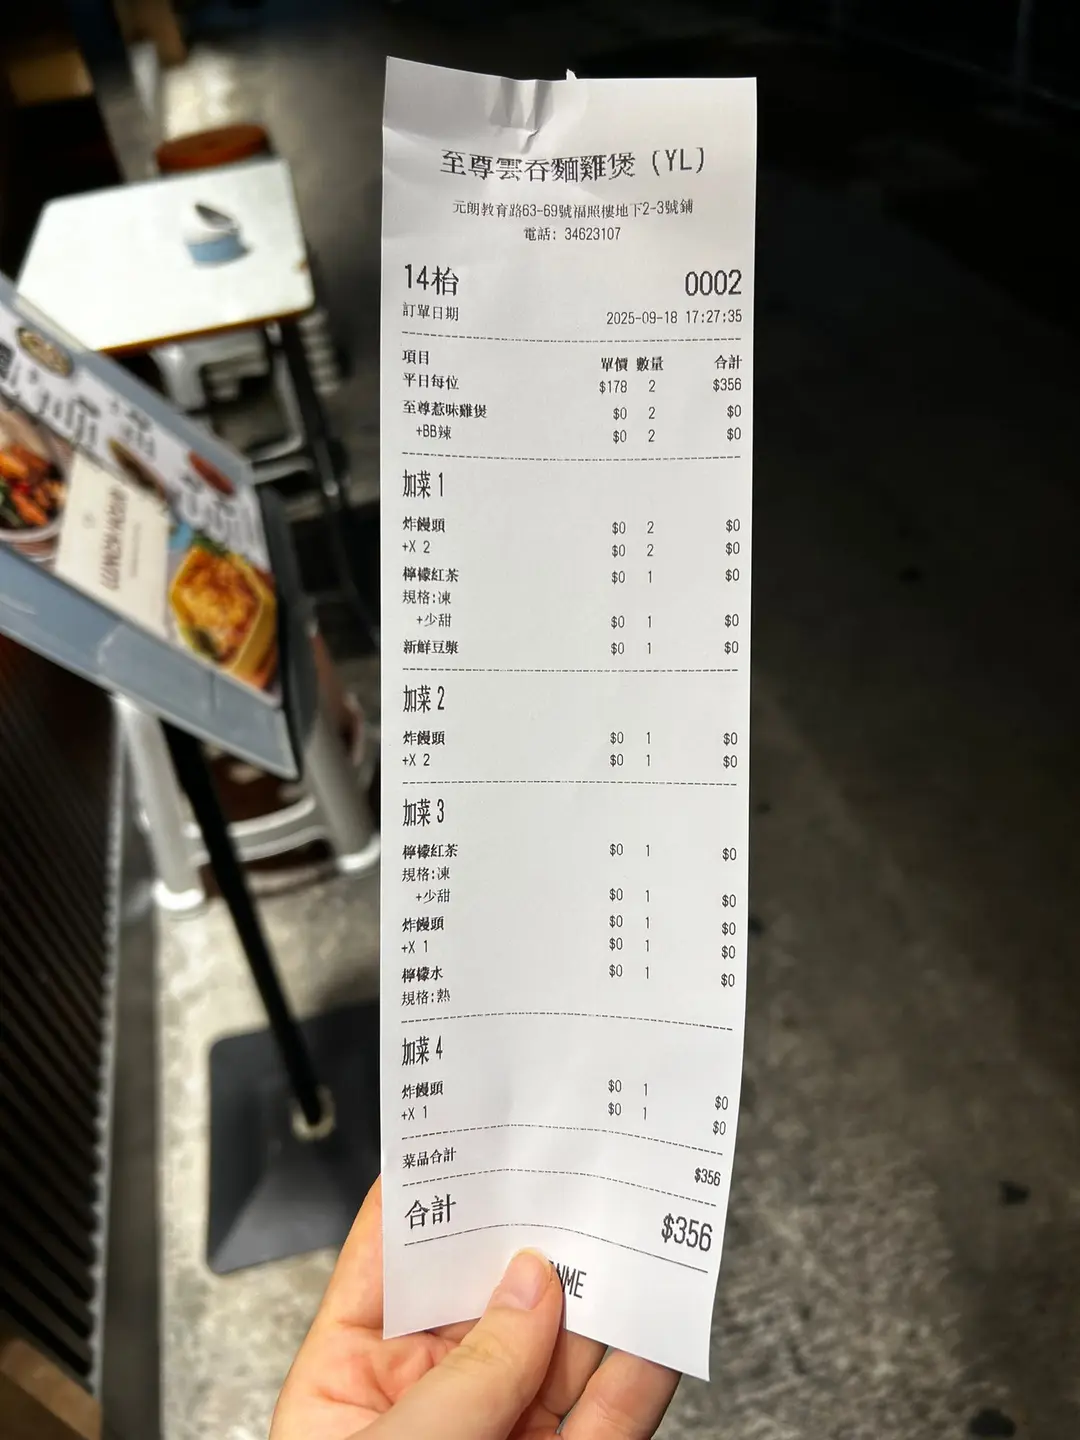 至尊雲吞麵雞煲 (YL)
元朗教育路63-69號福照樓地下2-3號鋪
電話: 34623107
14枱 0002
訂單日期 2025-09-18 17:27:35
項目 單價 數量 合計
平日每位 $178 2 $356
至尊惹味雞煲 $0 2 $0
+BB辣 $0 2 $0
加菜 1
炸饅頭 $0 2 $0
+X 2 $0 2 $0
檸檬紅茶 $0 1 $0
規格:凍
+少甜 $0 1 $0
新鮮豆漿 $0 1 $0
加菜 2
炸饅頭 $0 1 $0
+X 2 $0 1 $0
加菜 3
檸檬紅茶 $0 1 $0
規格:凍
+少甜 $0 1 $0
炸饅頭 $0 1 $0
+X 1 $0 1 $0
檸檬水 $0 1 $0
規格:熱
加菜 4
炸饅頭 $0 1 $0
+X 1 $0 1 $0
菜品合計 $356
合計 $356